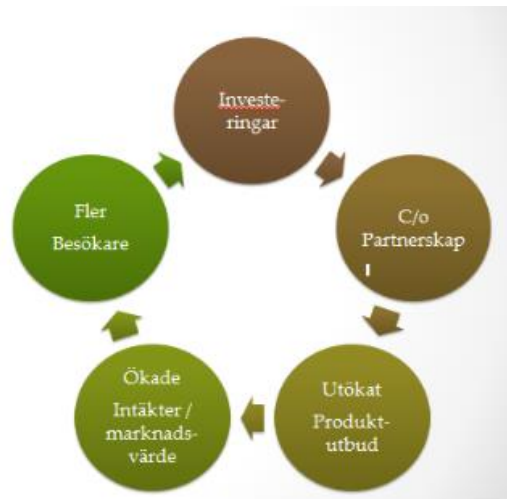 Investe-
ringar
C/o
Partnerskap
Utökat
Produkt-
utbud
Ökade
Intäkter /
marknads-
värde
Fler
Besökare